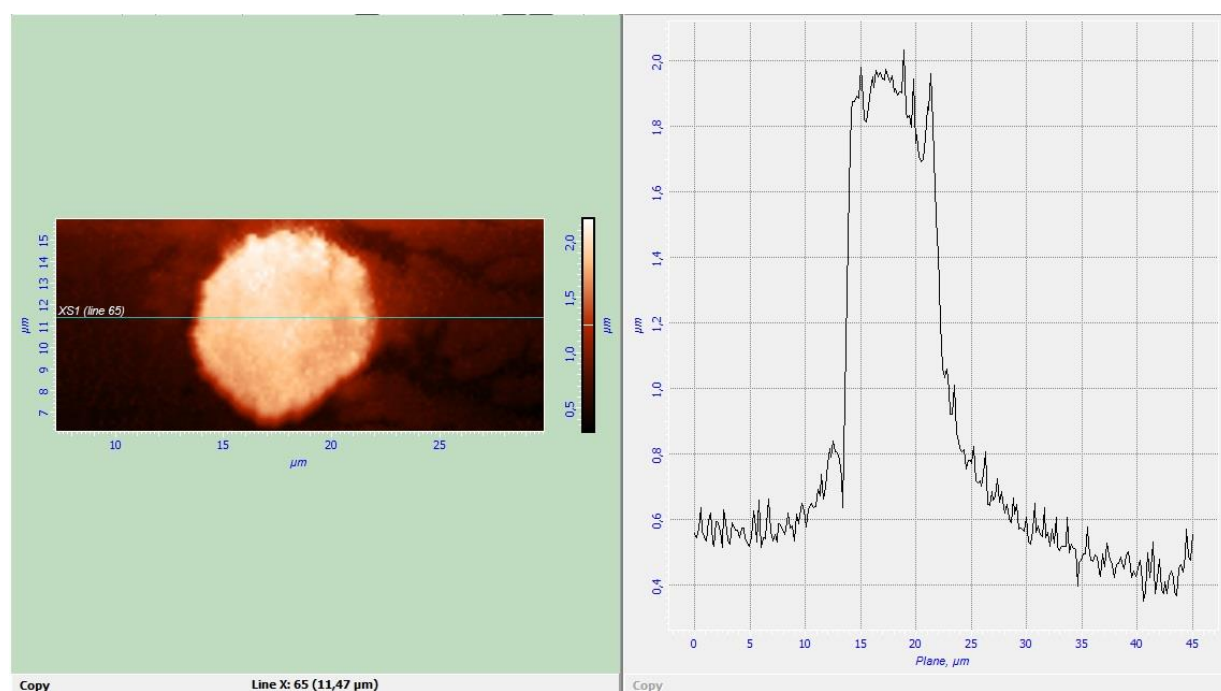 XS1 (line 65)
15
14
13
12
11
10
9
8
7
µm
10
15
20
25
µm
2,0
1,5
1,0
0,5
µm
Copy
Line X: 65 (11,47 µm)
2,0
1,8
1,6
1,4
1,2
1,0
0,8
0,6
0,4
µm
0 5 10 15 20 25 30 35 40 45
Plane, µm
Copy